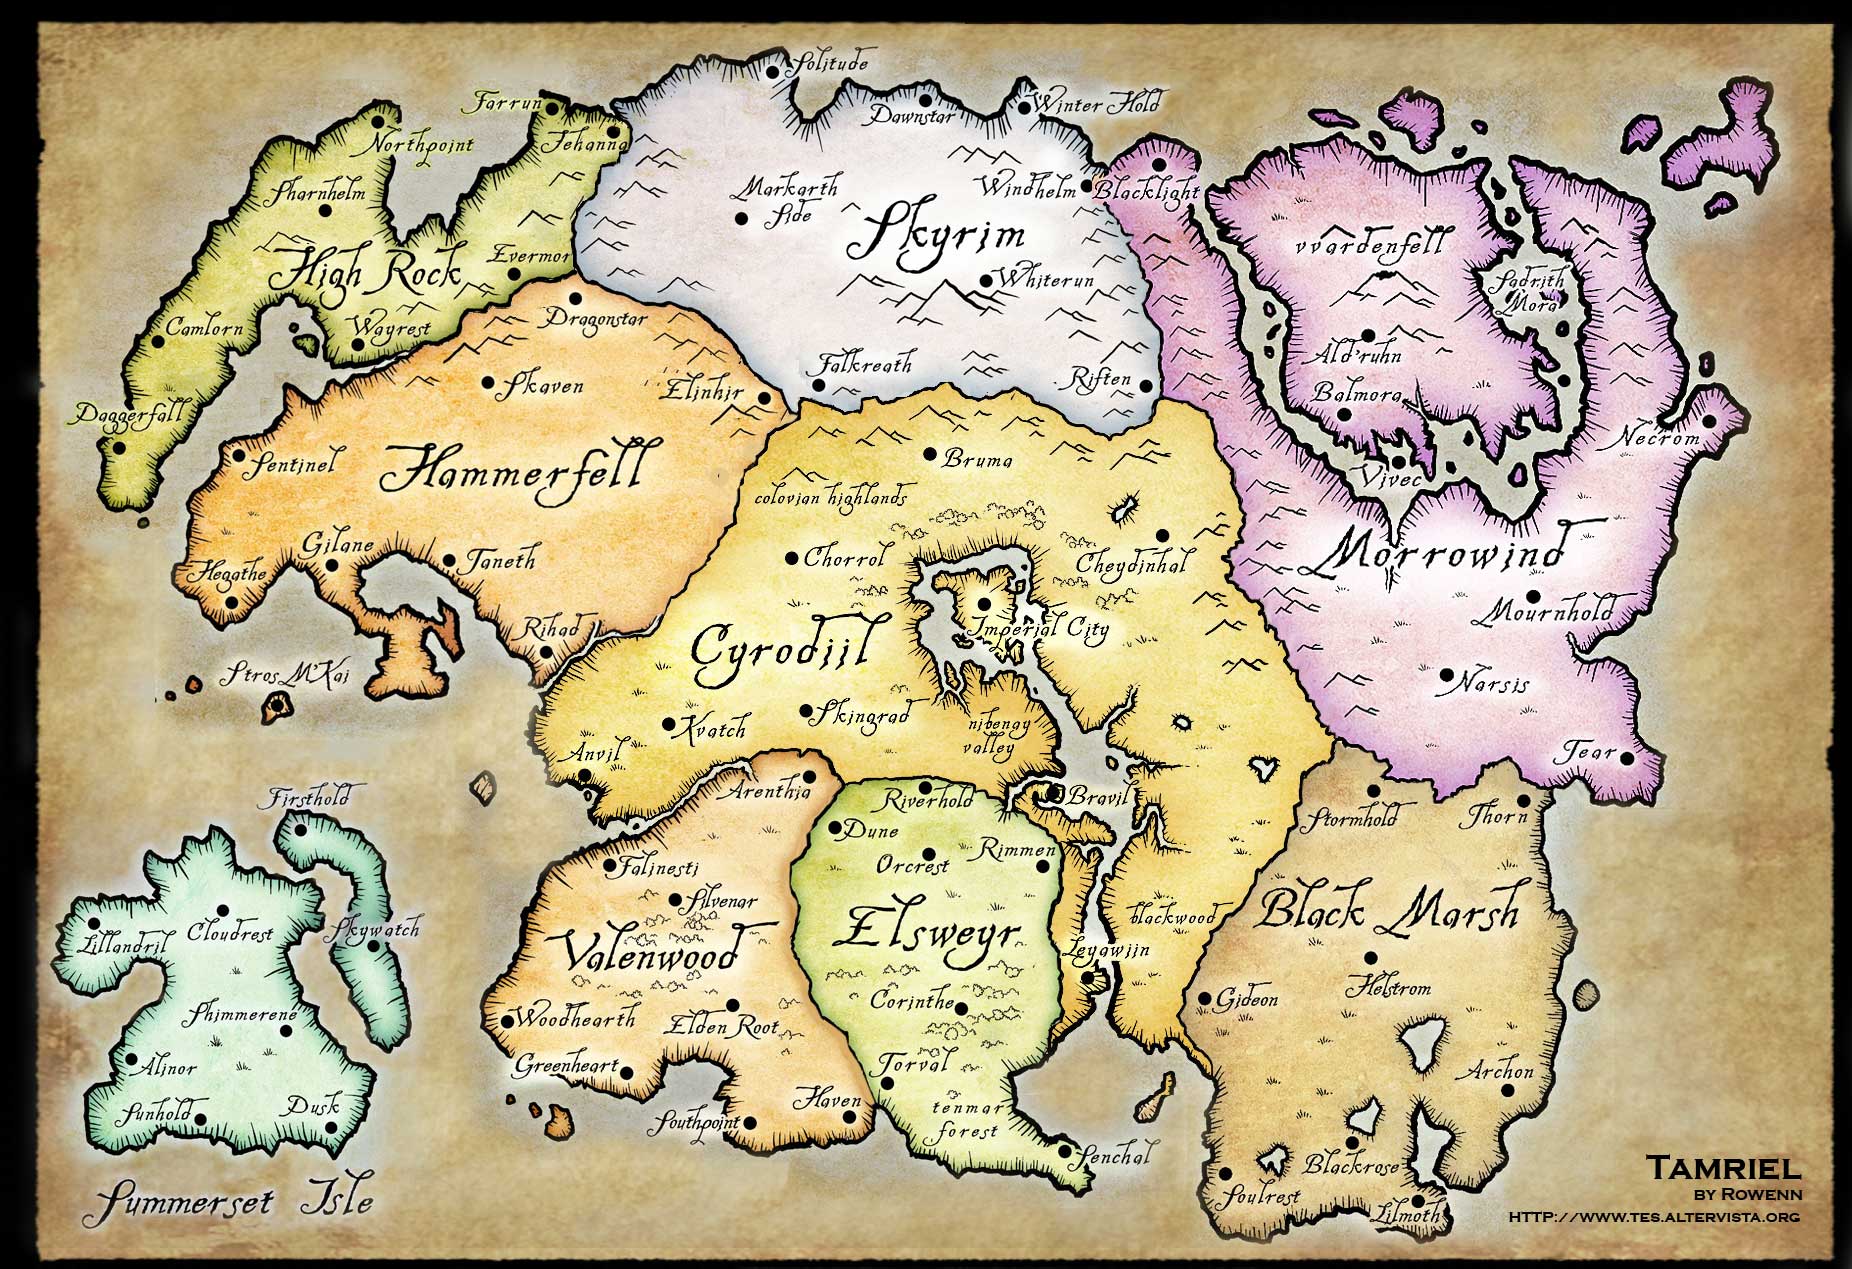 Solitude
Farrun
Dawnstar
Winter Hold
Northpoint
Jehanna
Markarth
Side
Windhelm
Blacklight
Sharnhelm
Skyrim
vvardenfell
High Rock
Evermor
Whiterun
Sadrith
Mora
Camlorn
Wayrest
Dragonstar
Ald'ruhn
Falkreath
Riften
Skaven
Elinhir
Balmora
Daggerfall
Necrom
Sentinel
Hammerfell
Bruma
Vivec
colovian highlands
Gilane
Taneth
Chorrol
Cheydinhal
Morrowind
Hegathe
Mournhold
Rihad
Cyrodiil
Imperial City
Stros M'Kai
Narsis
Kvatch
Skingrad
nibenay
valley
Anvil
Tear
Arenthia
Riverhold
Bravil
Firsthold
Stormhold
Thorn
Dune
Falinesti
Orcrest
Rimmen
Silvenar
Black Marsh
blackwood
Lillandril
Cloudrest
Skywatch
Valenwood
Elsweyr
Leyawiin
Helstrom
Gideon
Shimmerene
Woodhearth
Elden Root
Corinthe
Alinor
Greenheart
Torval
Archon
Sunhold
Dusk
Southpoint
Haven
tenmar
forest
Senchal
Blackrose
Soulrest
Lilmoth
Summerset Isle
TAMRIEL
BY ROWENN
HTTP://WWW.TES.ALTERVISTA.ORG